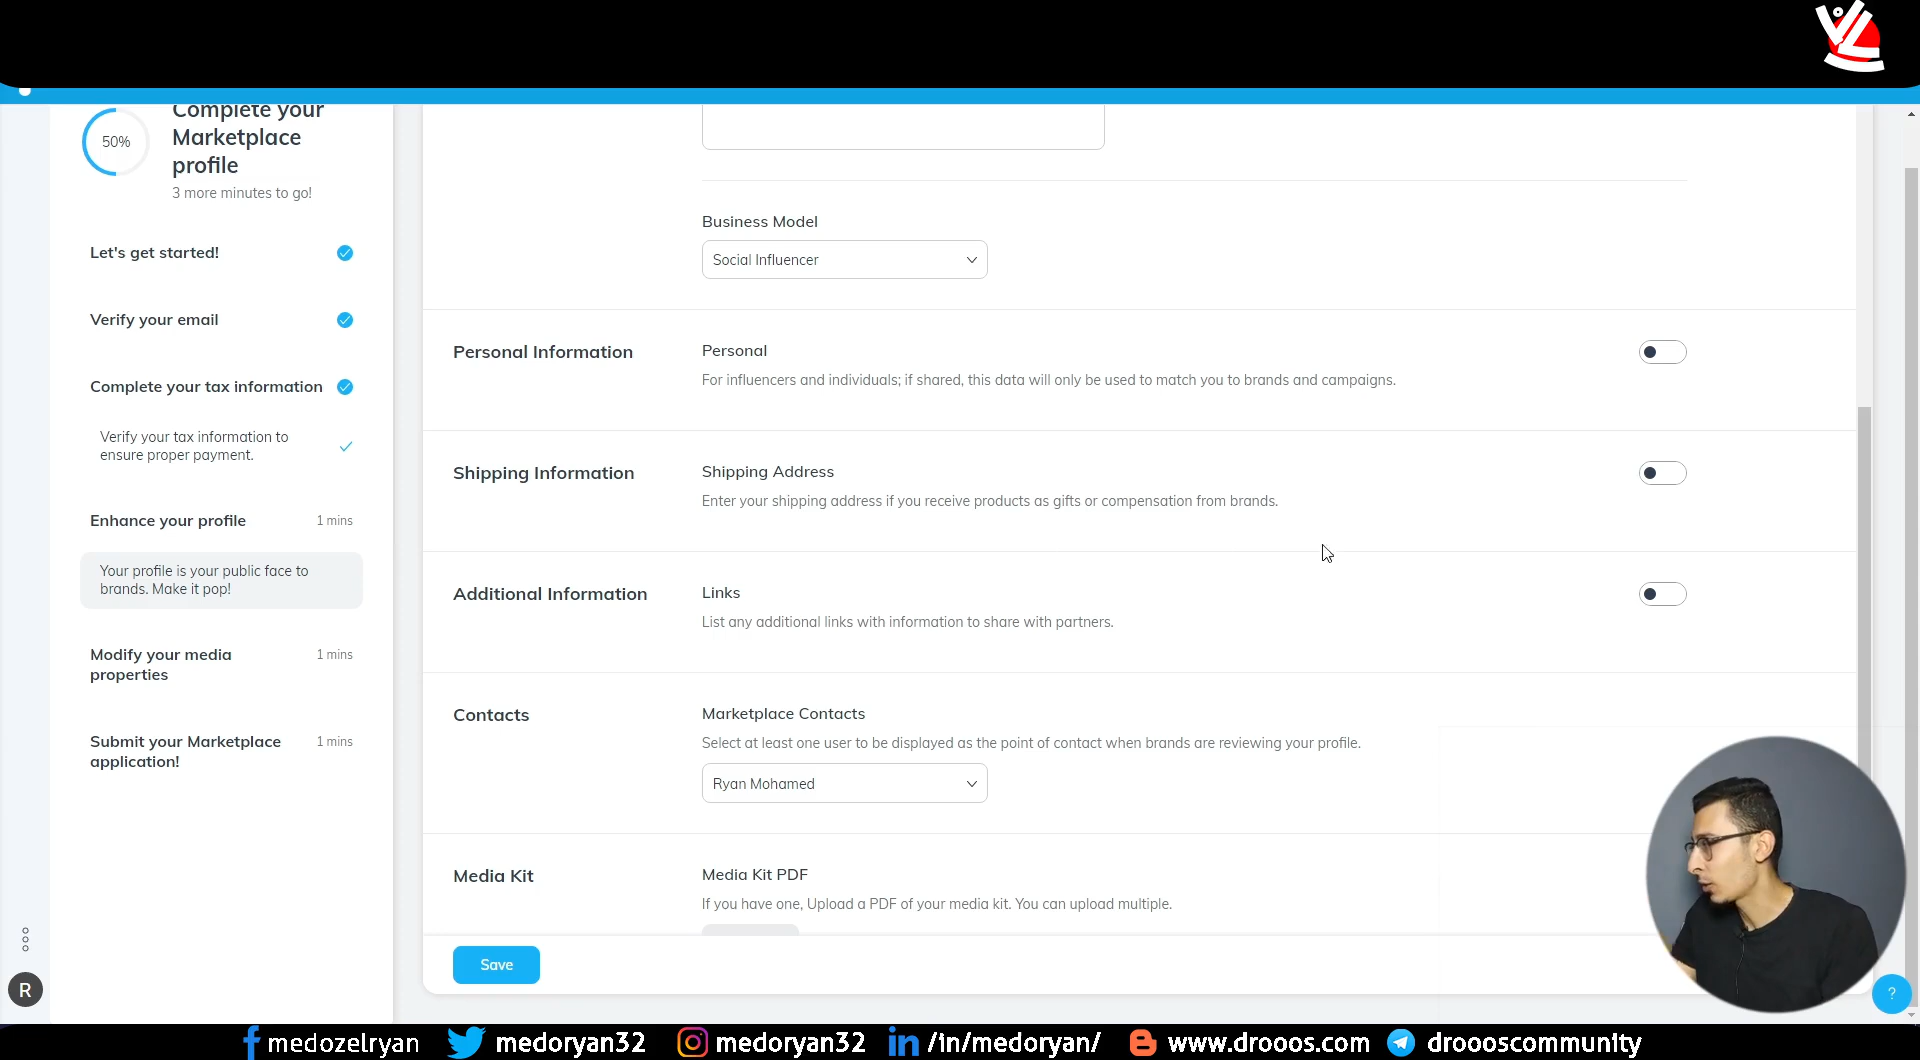 50%
Complete your
Marketplace
profile
3 more minutes to go!
Let's get started!
Verify your email
Complete your tax information
Verify your tax information to
ensure proper payment.
Enhance your profile
1 mins
Your profile is your public face to
brands. Make it pop!
Modify your media
properties
1 mins
Submit your Marketplace
application!
1 mins
R
Business Model
Social Influencer
Personal Information
Personal
For influencers and individuals; if shared, this data will only be used to match you to brands and campaigns.
Shipping Information
Shipping Address
Enter your shipping address if you receive products as gifts or compensation from brands.
Additional Information
Links
List any additional links with information to share with partners.
Contacts
Marketplace Contacts
Select at least one user to be displayed as the point of contact when brands are reviewing your profile.
Ryan Mohamed
Media Kit
Media Kit PDF
If you have one, Upload a PDF of your media kit. You can upload multiple.
Save
?
medozelryan
medoryan32
medoryan32
/in/medoryan/
www.drooos.com
droooscommunity